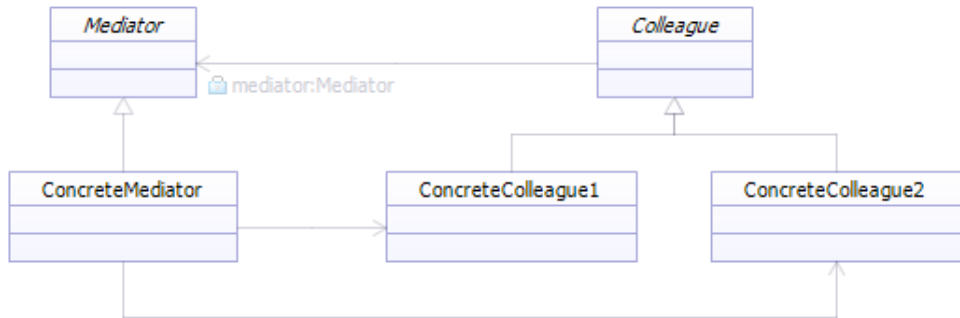 Mediator
Colleague
mediator:Mediator
ConcreteMediator
ConcreteColleague1
ConcreteColleague2